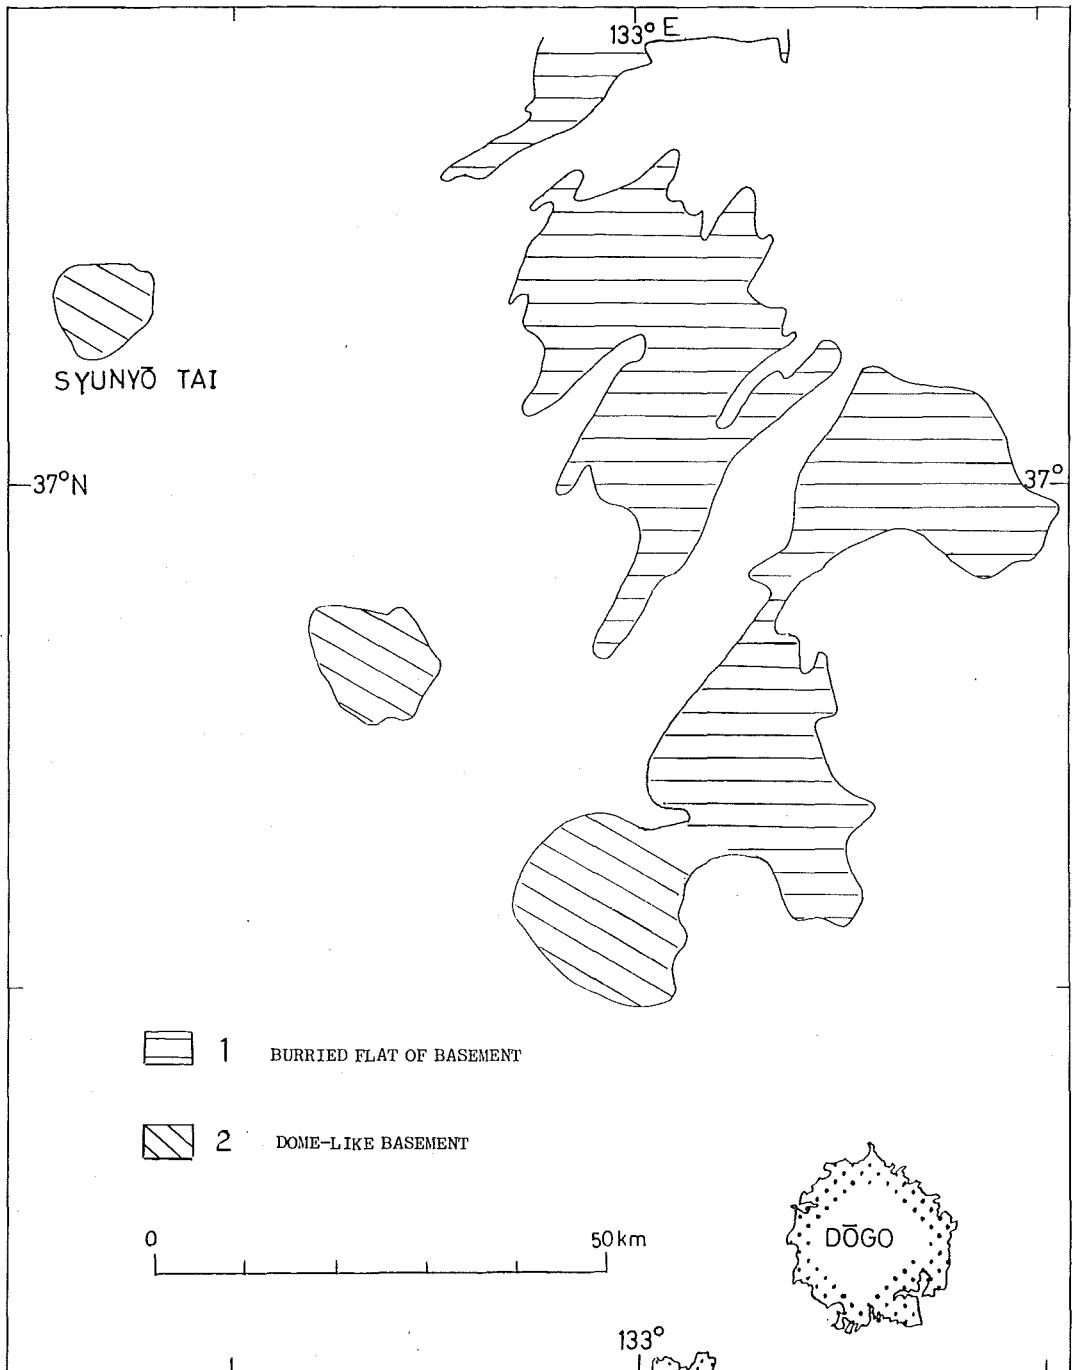 133° E
SYUNYŌ TAI
37°N
37°
1 BURRIED FLAT OF BASEMENT
2 DOME-LIKE BASEMENT
0 50 km
DŌGO
133°